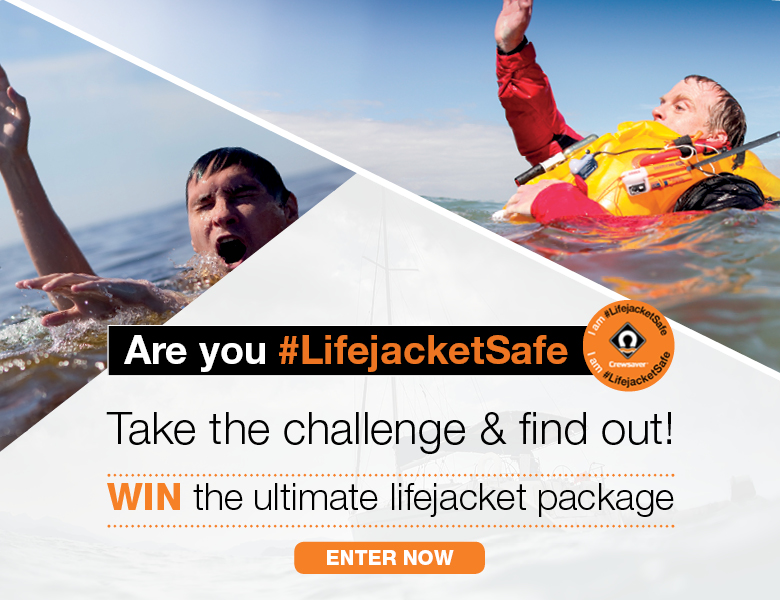 Are you #LifejacketSafe
I am #LifejacketSafe
Crewsaver
I am #LifejacketSafe
Take the challenge & find out!
WIN the ultimate lifejacket package
ENTER NOW